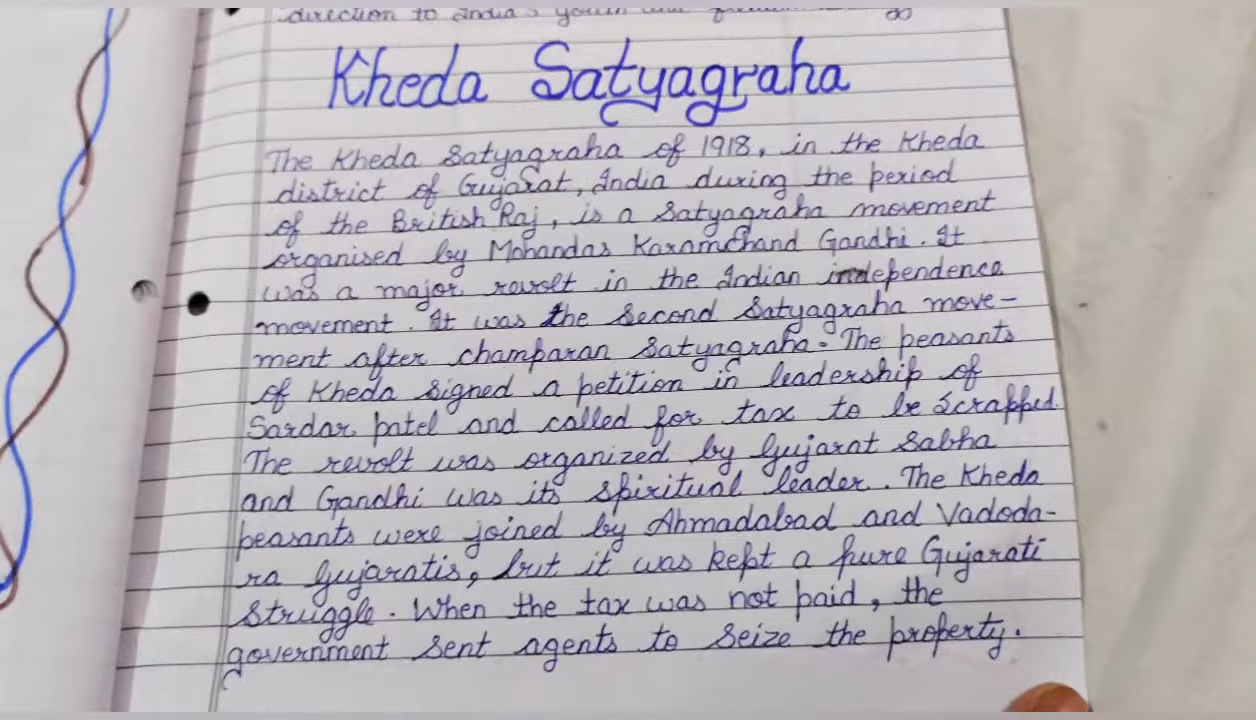 direction to India's youth
Kheda Satyagraha
The Kheda Satyagraha of 1918, in the Kheda
district of Gujarat, India during the period
of the British Raj, is a Satyagraha movement
organised by Mohandas Karamchand Gandhi. It
was a major revolt in the Indian independence
movement. It was the second Satyagraha move-
ment after champaran Satyagraha. The peasants
of Kheda signed a petition in leadership of
Sardar patel and called for tax to be scrapped.
The revolt was organized by Gujarat Sabha
and Gandhi was its spiritual leader. The Kheda
peasants were joined by Ahmadabad and Vadoda-
ra Gujaratis, but it was kept a pure Gujarati
struggle. When the tax was not paid, the
government sent agents to seize the property.